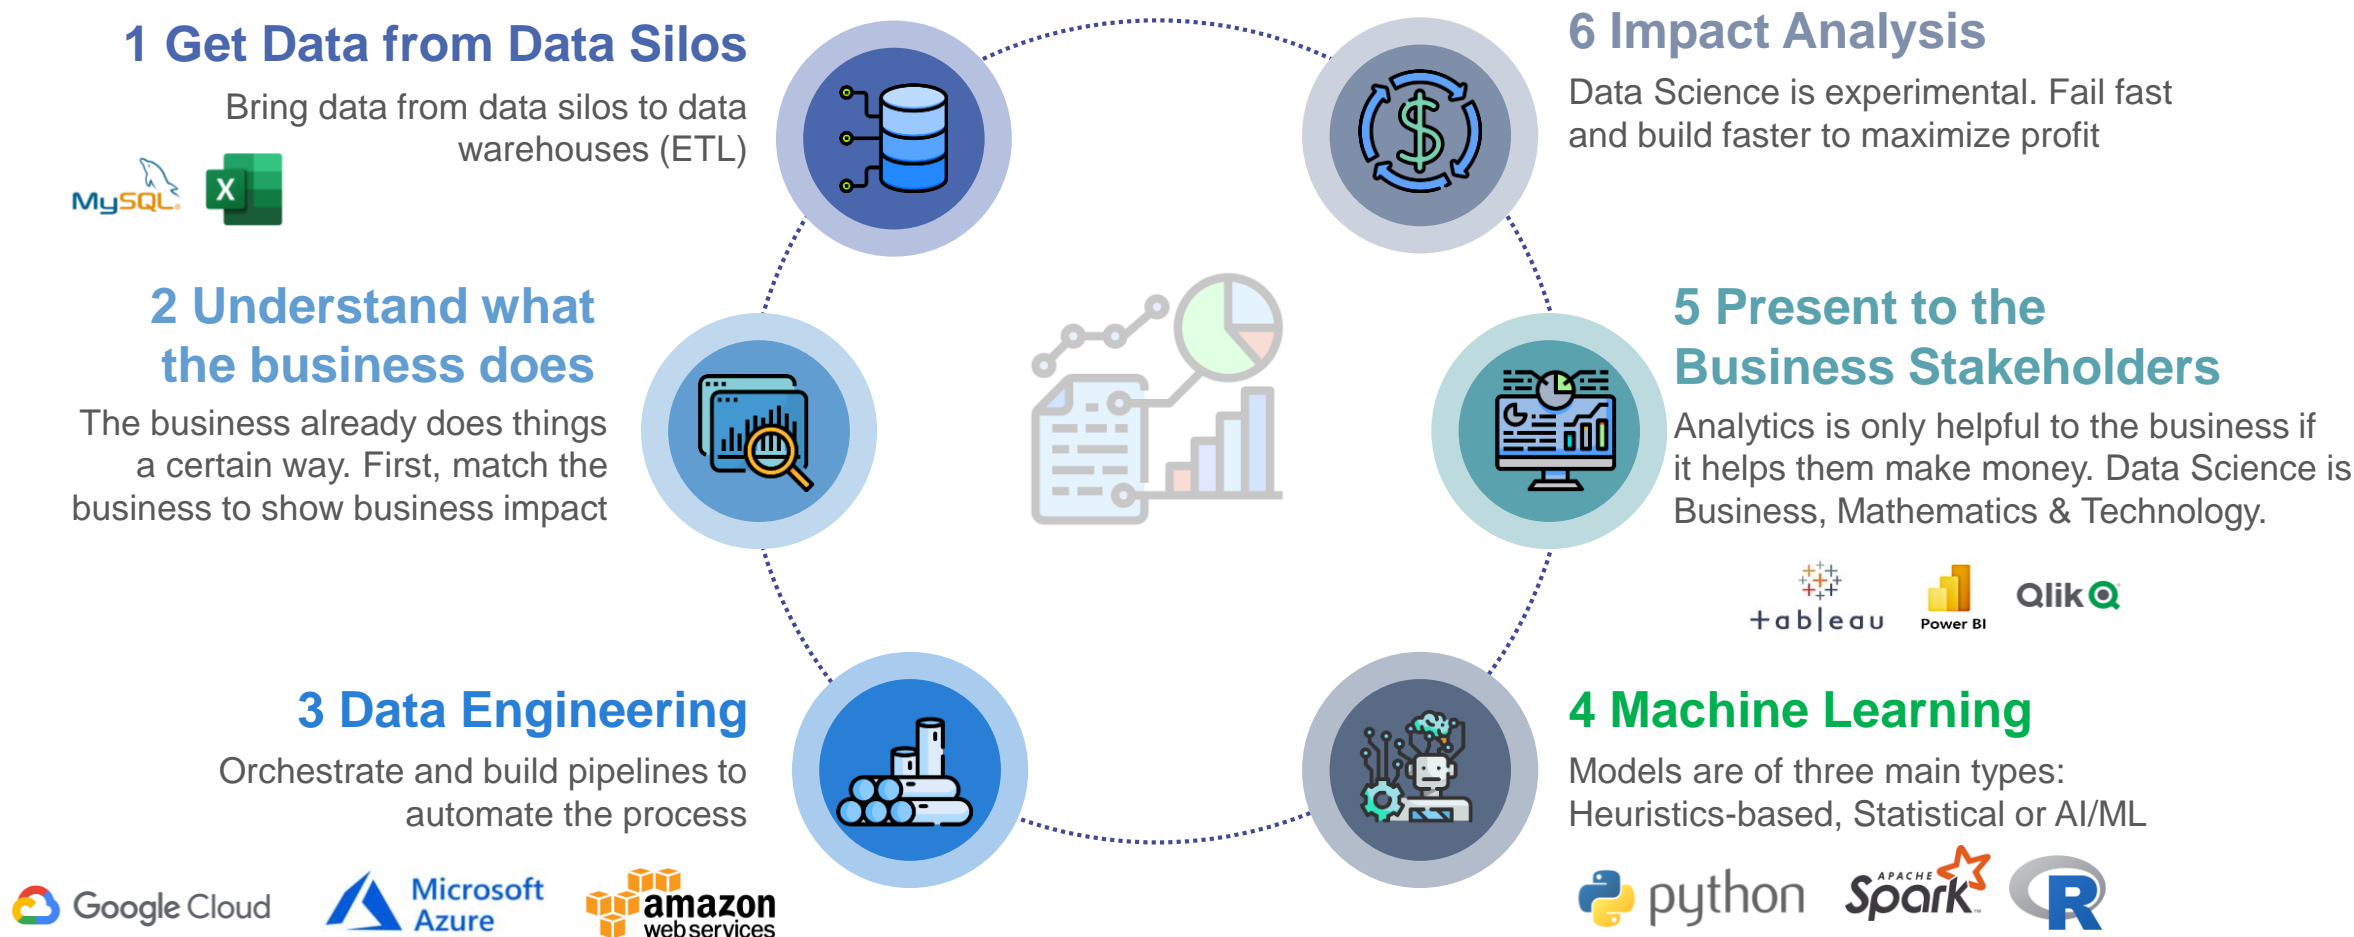 1 Get Data from Data Silos
Bring data from data silos to data
warehouses (ETL)
MySQL
X
2 Understand what
the business does
The business already does things
a certain way. First, match the
business to show business impact
3 Data Engineering
Orchestrate and build pipelines to
automate the process
Google Cloud
Microsoft
Azure
amazon
webservices
6 Impact Analysis
Data Science is experimental. Fail fast
and build faster to maximize profit
$
5 Present to the
Business Stakeholders
Analytics is only helpful to the business if
it helps them make money. Data Science is
Business, Mathematics & Technology.
+ableau
Power BI
Qlik
4 Machine Learning
Models are of three main types:
Heuristics-based, Statistical or AI/ML
python
APACHE
Spark™
R